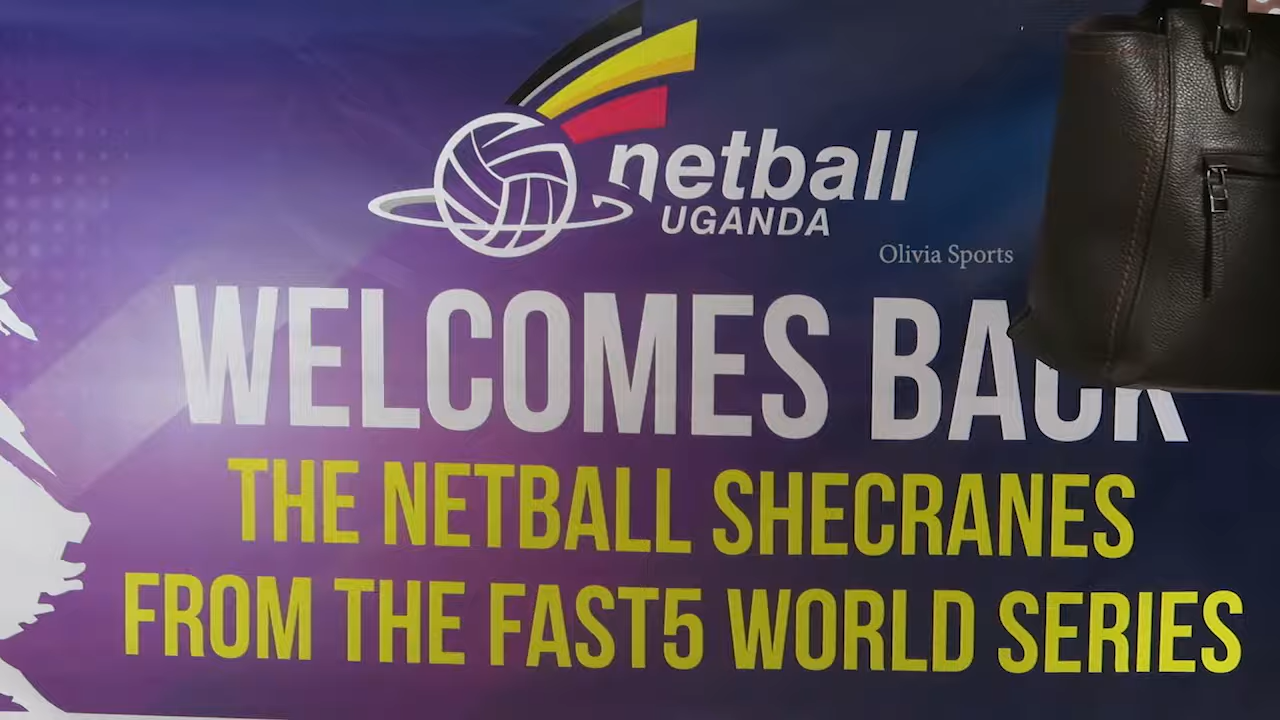 netball
UGANDA
Olivia Sports
WELCOMES BACK
THE NETBALL SHECRANES
FROM THE FAST5 WORLD SERIES